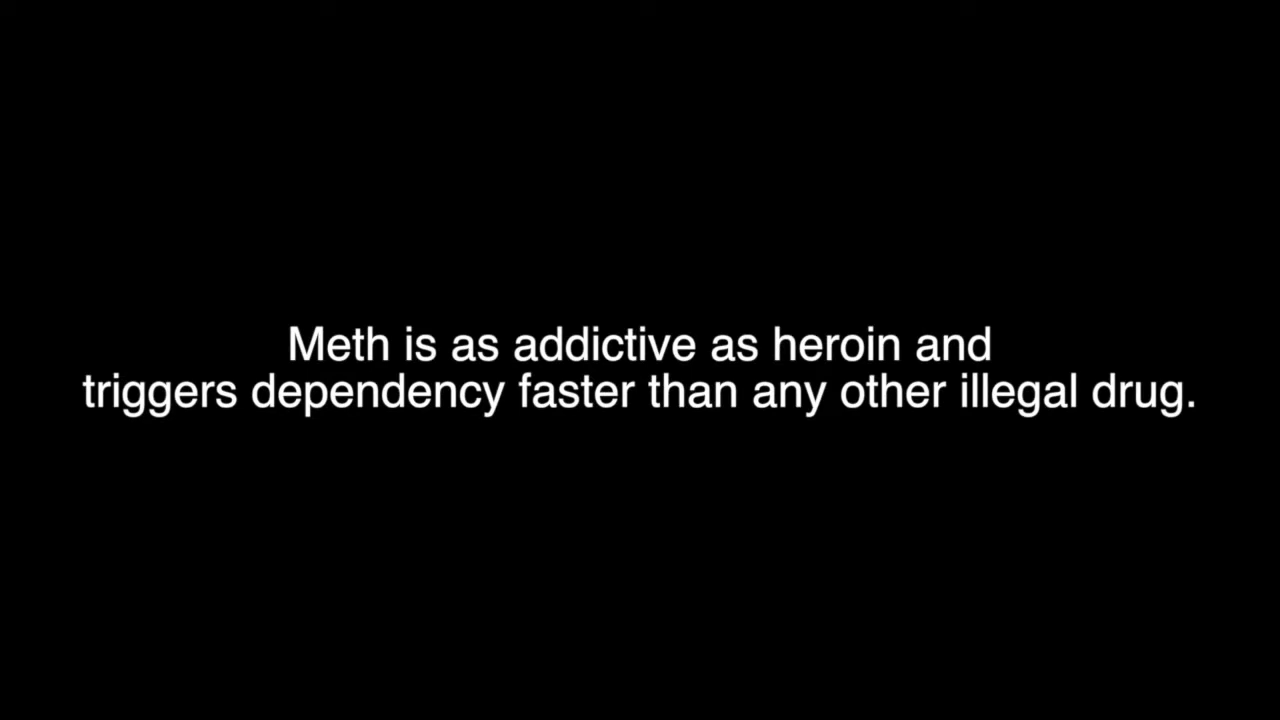 Meth is as addictive as heroin and
triggers dependency faster than any other illegal drug.